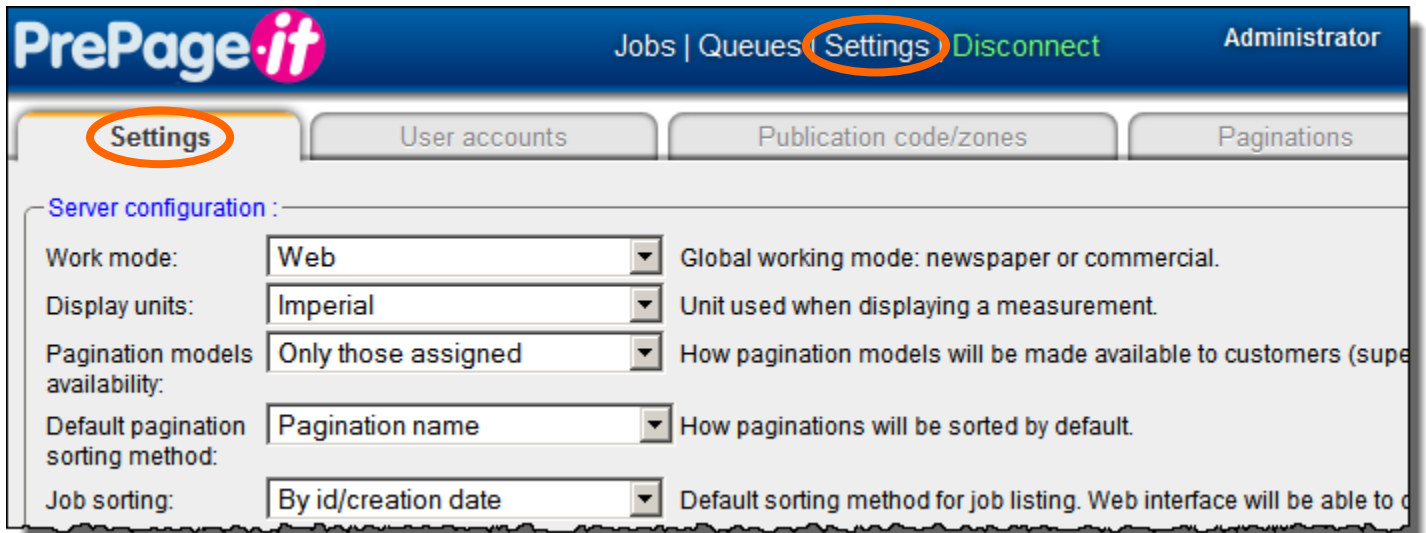 PrePage-it Jobs | Queues | Settings | Disconnect Administrator
Settings User accounts Publication code/zones Paginations
Server configuration :
Work mode: Web Global working mode: newspaper or commercial.
Display units: Imperial Unit used when displaying a measurement.
Pagination models Only those assigned How pagination models will be made available to customers (supe
availability:
Default pagination Pagination name How paginations will be sorted by default.
sorting method:
Job sorting: By id/creation date Default sorting method for job listing. Web interface will be able to